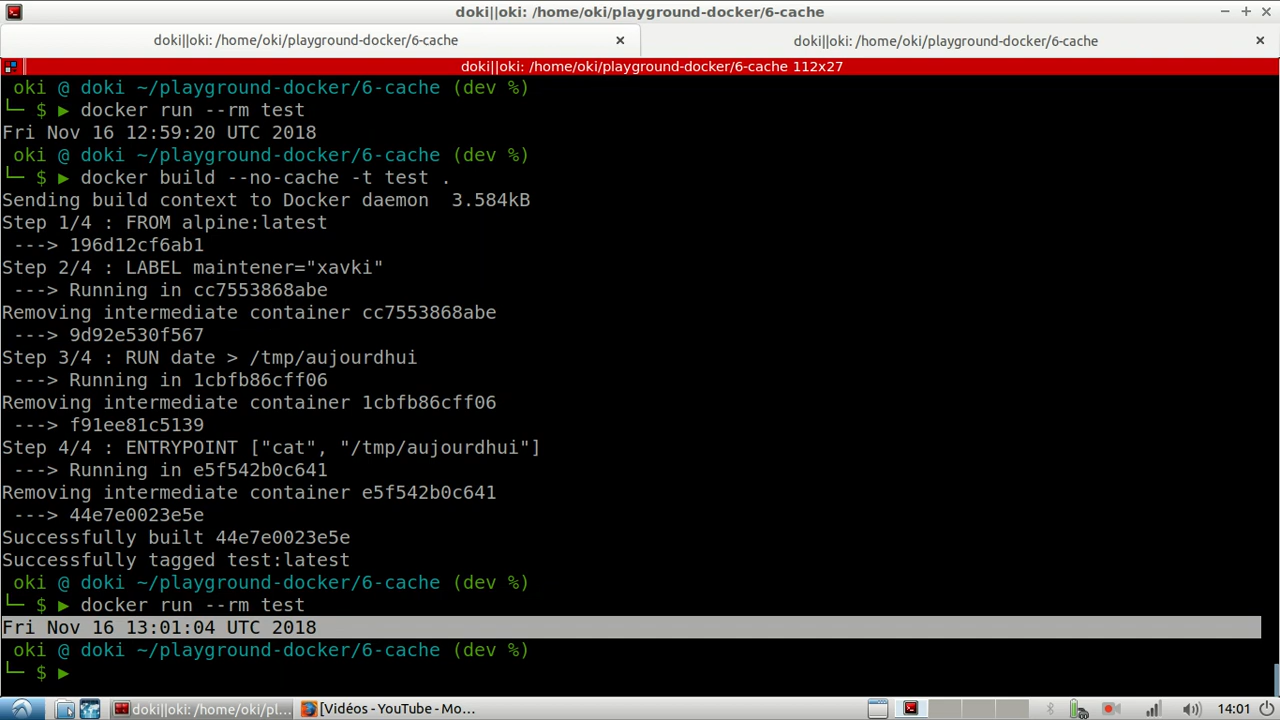 doki||oki: /home/oki/playground-docker/6-cache
doki||oki: /home/oki/playground-docker/6-cache
doki||oki: /home/oki/playground-docker/6-cache
doki||oki: /home/oki/playground-docker/6-cache 112x27
oki @ doki ~/playground-docker/6-cache (dev %)
└─ $ ▶ docker run --rm test
Fri Nov 16 12:59:20 UTC 2018
oki @ doki ~/playground-docker/6-cache (dev %)
└─ $ ▶ docker build --no-cache -t test .
Sending build context to Docker daemon  3.584kB
Step 1/4 : FROM alpine:latest
 ---> 196d12cf6ab1
Step 2/4 : LABEL maintener="xavki"
 ---> Running in cc7553868abe
Removing intermediate container cc7553868abe
 ---> 9d92e530f567
Step 3/4 : RUN date > /tmp/aujourdhui
 ---> Running in 1cbfb86cff06
Removing intermediate container 1cbfb86cff06
 ---> f91ee81c5139
Step 4/4 : ENTRYPOINT ["cat", "/tmp/aujourdhui"]
 ---> Running in e5f542b0c641
Removing intermediate container e5f542b0c641
 ---> 44e7e0023e5e
Successfully built 44e7e0023e5e
Successfully tagged test:latest
oki @ doki ~/playground-docker/6-cache (dev %)
└─ $ ▶ docker run --rm test
Fri Nov 16 13:01:04 UTC 2018
oki @ doki ~/playground-docker/6-cache (dev %)
└─ $ ▶
doki||oki: /home/oki/pl... [Vidéos - YouTube - Mo... 14:01